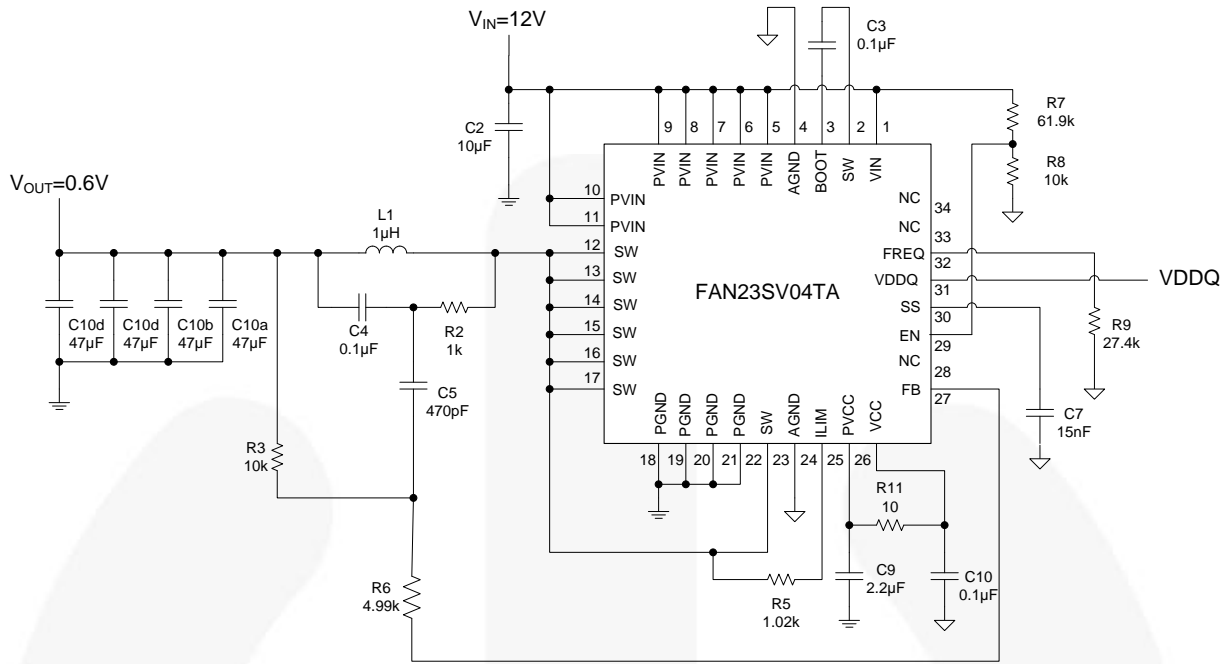 V_IN=12V
C3
0.1µF
C2
10µF
R7
61.9k
R8
10k
9 8 7 6 5 4 3 2 1
PVIN PVIN PVIN PVIN PVIN AGND BOOT SW VIN
V_OUT=0.6V
L1
1µH
10 PVIN
11 PVIN
12 SW
13 SW
14 SW
15 SW
16 SW
17 SW
FAN23SV04TA
NC 34
NC 33
FREQ 32
VDDQ 31
SS 30
EN 29
NC 28
FB 27
VDDQ
R9
27.4k
C10d
47µF
C10d
47µF
C10b
47µF
C10a
47µF
C4
0.1µF
R2
1k
C5
470pF
C7
15nF
R3
10k
PGND PGND PGND PGND SW AGND ILIM PVCC VCC
18 19 20 21 22 23 24 25 26
R11
10
R6
4.99k
R5
1.02k
C9
2.2µF
C10
0.1µF